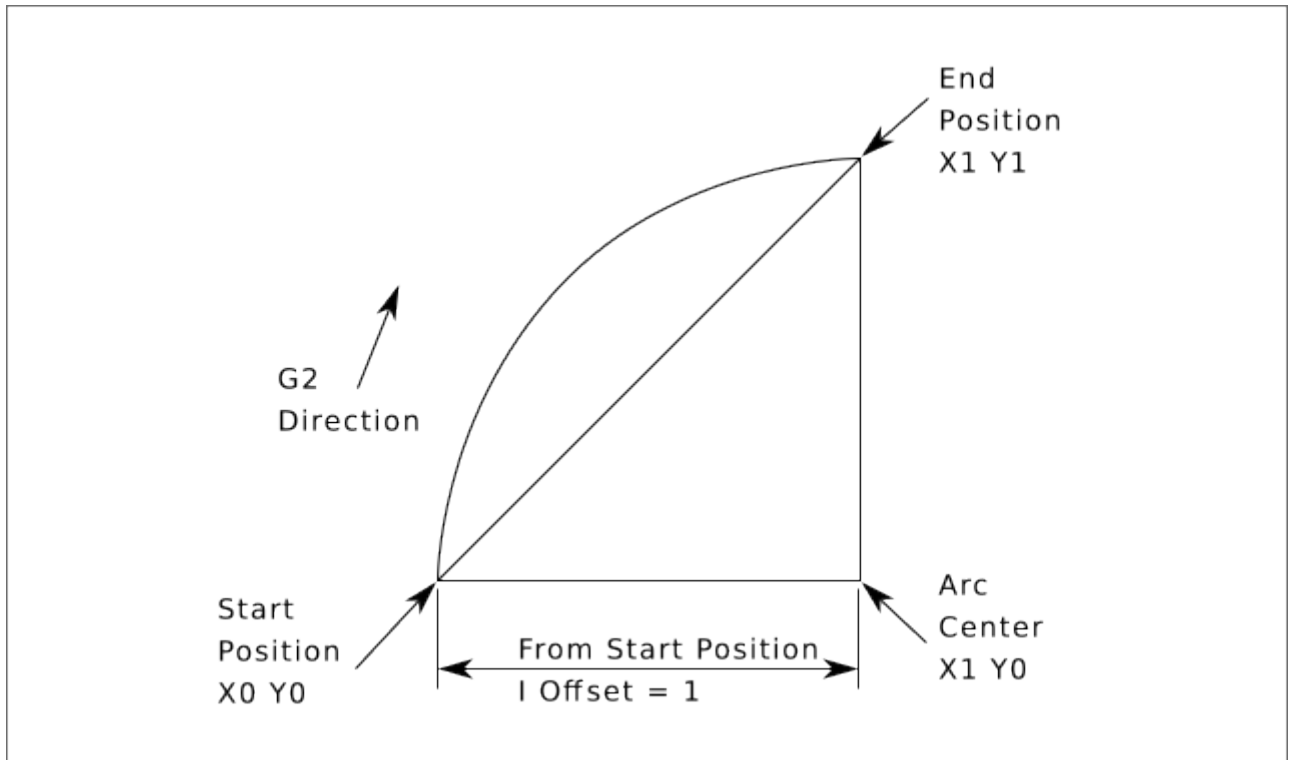 End
Position
X1 Y1
G2
Direction
Start
Position
X0 Y0
From Start Position
I Offset = 1
Arc
Center
X1 Y0